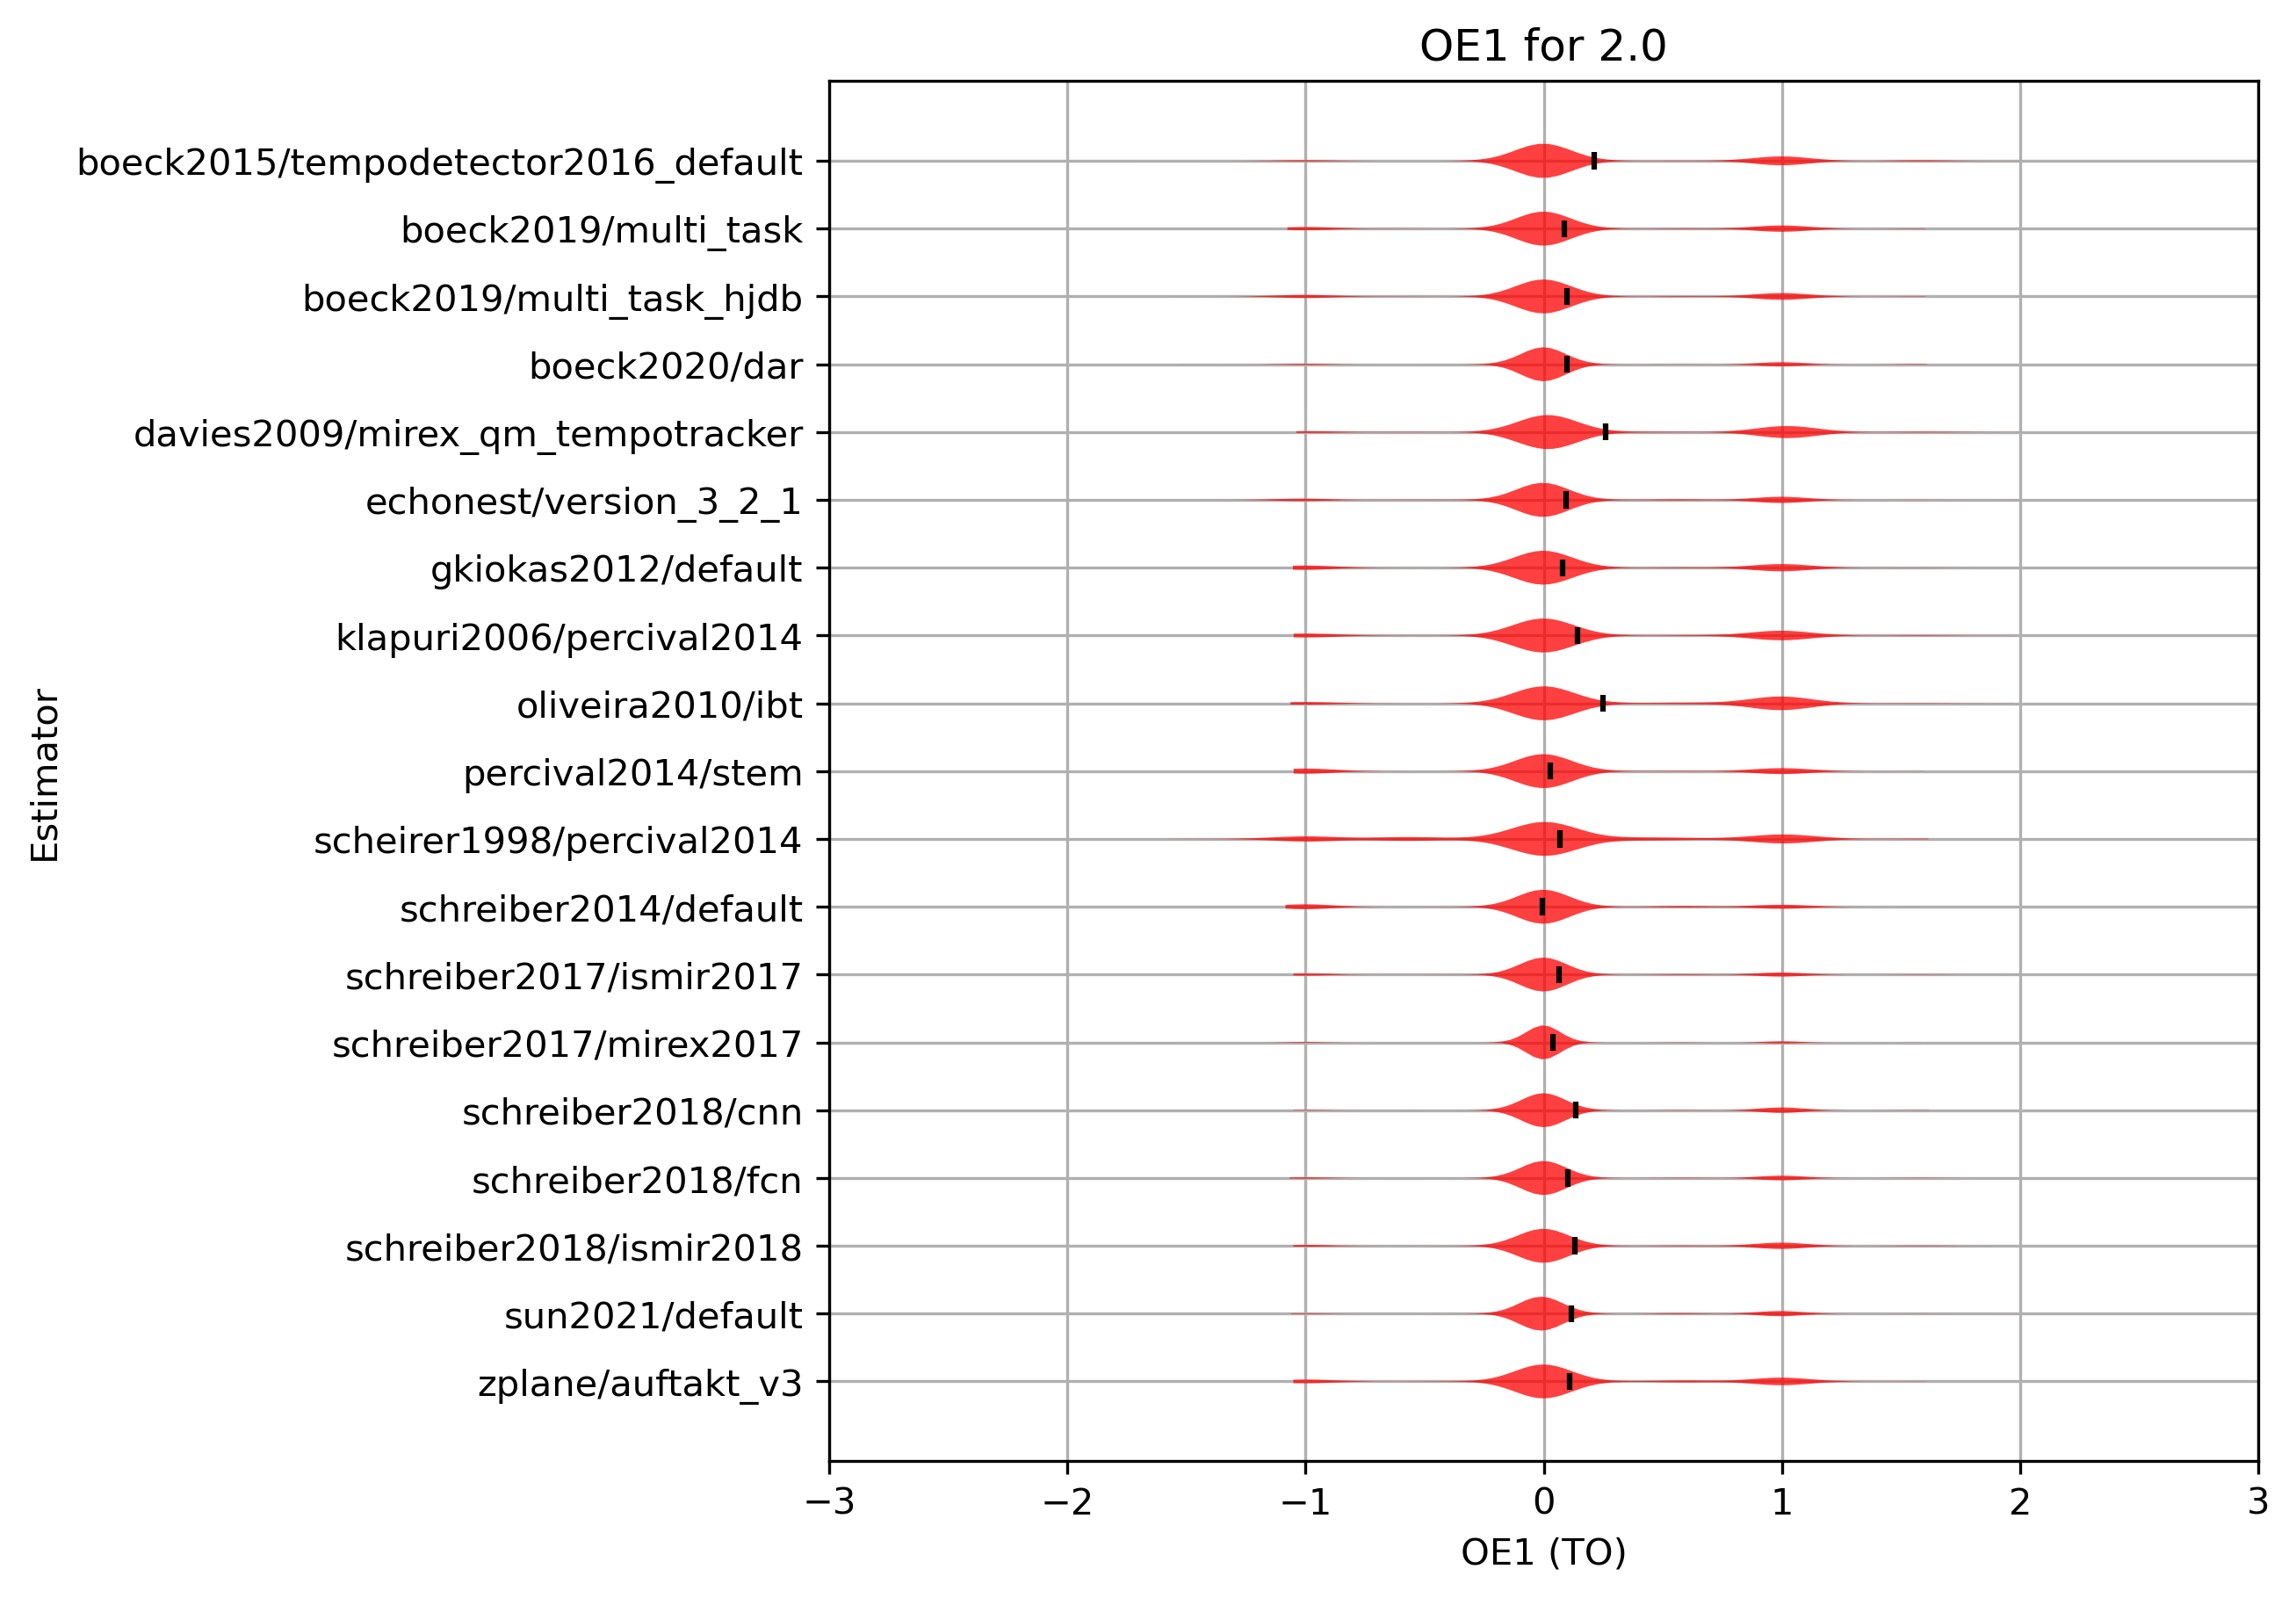 OE1 for 2.0
boeck2015/tempodetector2016_default
boeck2019/multi_task
boeck2019/multi_task_hjdb
boeck2020/dar
davies2009/mirex_qm_tempotracker
echonest/version_3_2_1
gkiokas2012/default
klapuri2006/percival2014
oliveira2010/ibt
percival2014/stem
scheirer1998/percival2014
schreiber2014/default
schreiber2017/ismir2017
schreiber2017/mirex2017
schreiber2018/cnn
schreiber2018/fcn
schreiber2018/ismir2018
sun2021/default
zplane/auftakt_v3
Estimator
−3 −2 −1 0 1 2 3
OE1 (TO)